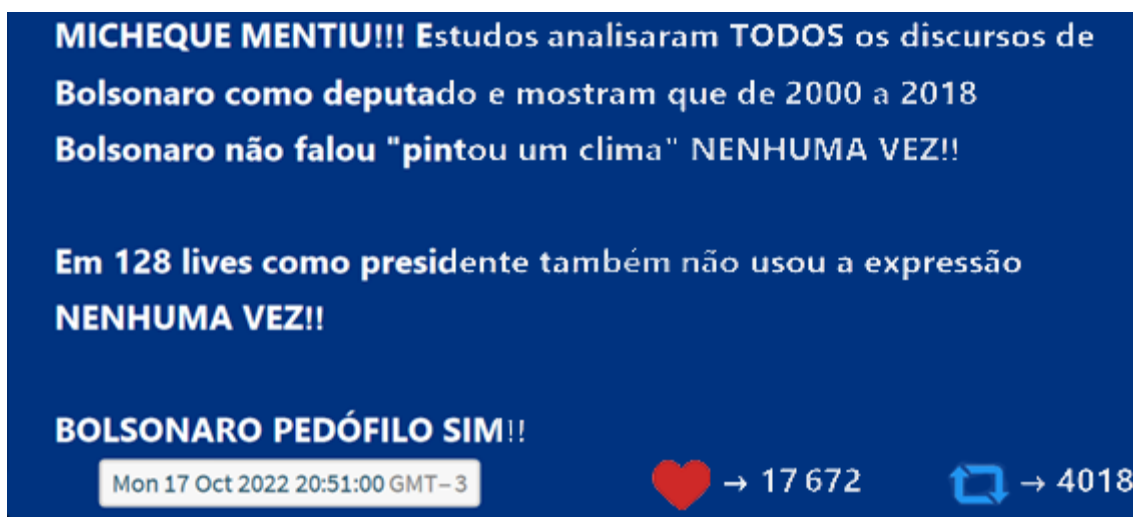 MICHEQUE MENTIU!!! Estudos analisaram TODOS os discursos de
Bolsonaro como deputado e mostram que de 2000 a 2018
Bolsonaro não falou "pintou um clima" NENHUMA VEZ!!
Em 128 lives como presidente também não usou a expressão
NENHUMA VEZ!!
BOLSONARO PEDÓFILO SIM!!
Mon 17 Oct 2022 20:51:00 GMT-3 → 17 672 → 4018